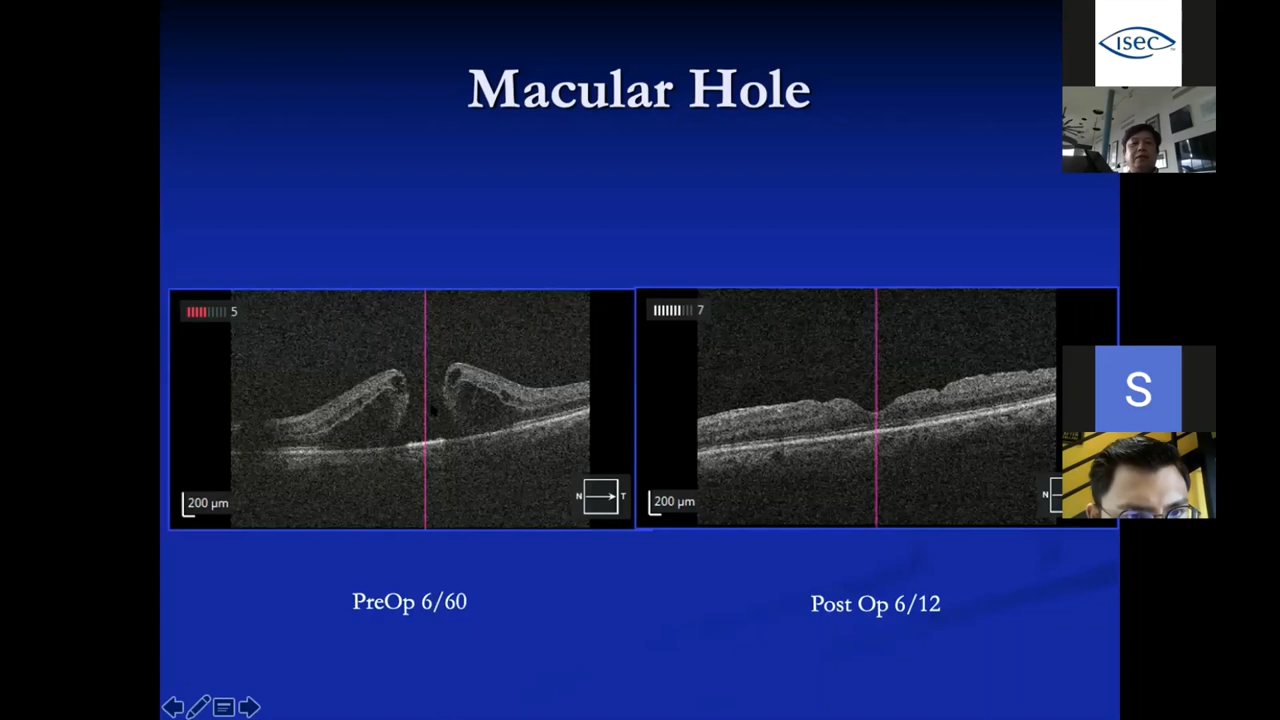 Macular Hole
ISEC
5
7
200 µm
N T
200 µm
N
S
PreOp 6/60
Post Op 6/12